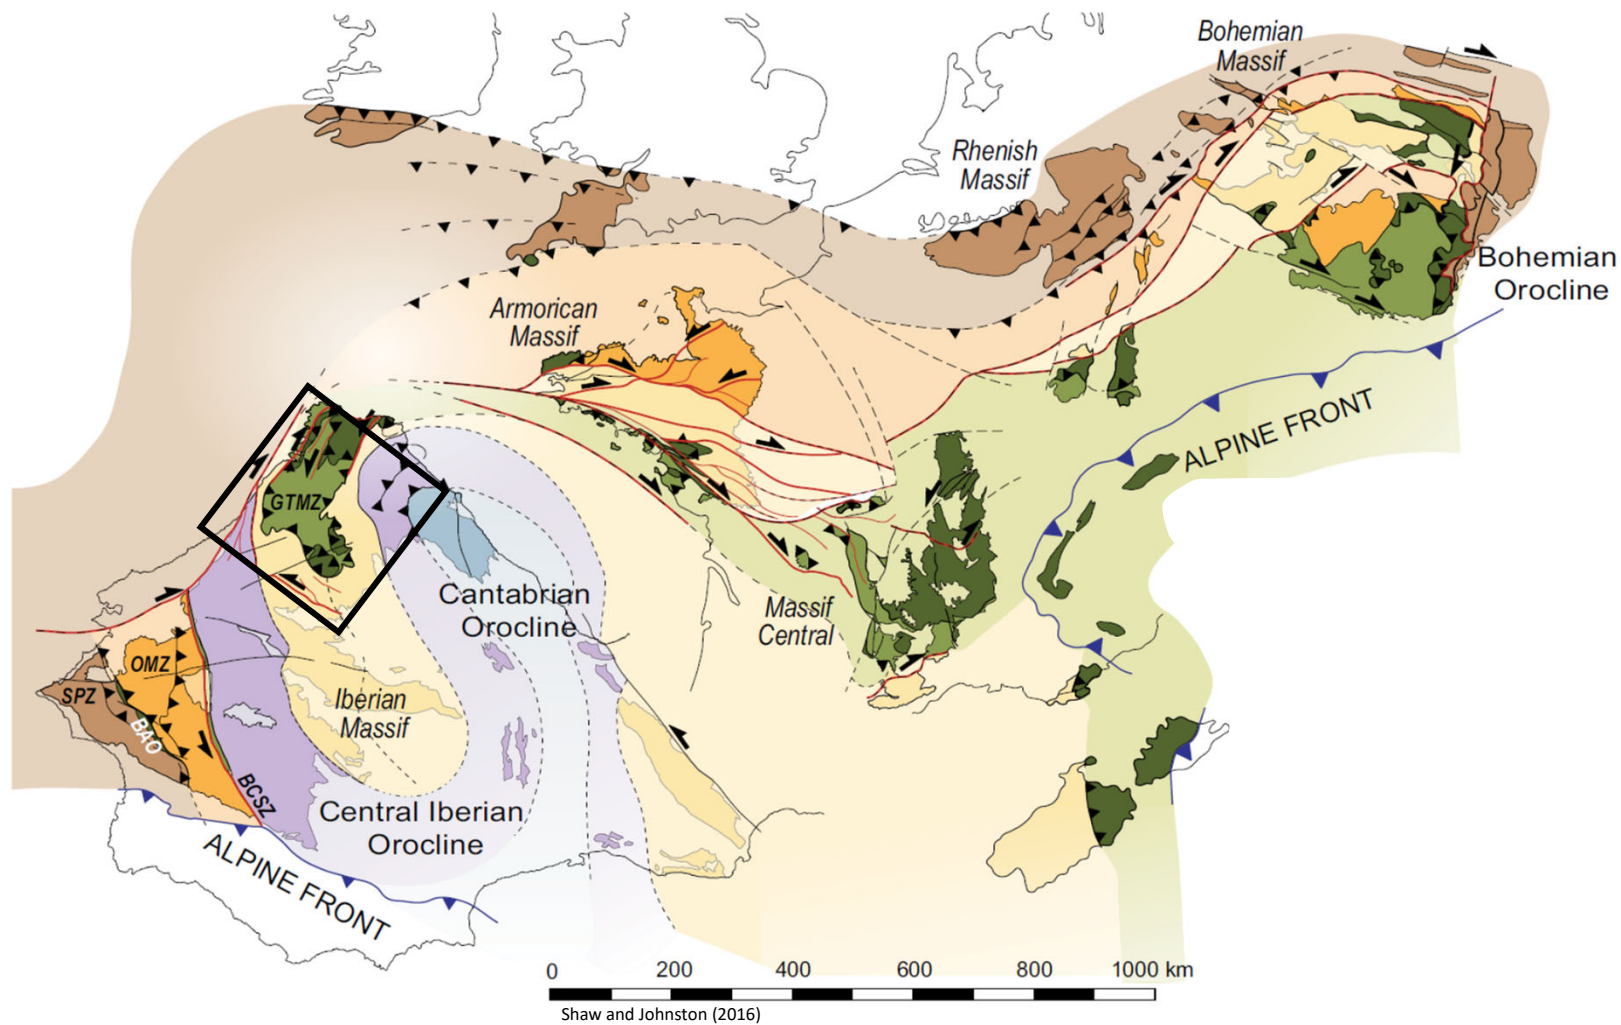 Bohemian
Massif
Rhenish
Massif
Bohemian
Orocline
Armorican
Massif
ALPINE FRONT
GTMZ
Cantabrian
Orocline
Massif
Central
OMZ
SPZ
BAO
Iberian
Massif
BCSZ
Central Iberian
Orocline
ALPINE FRONT
0 200 400 600 800 1000 km
Shaw and Johnston (2016)